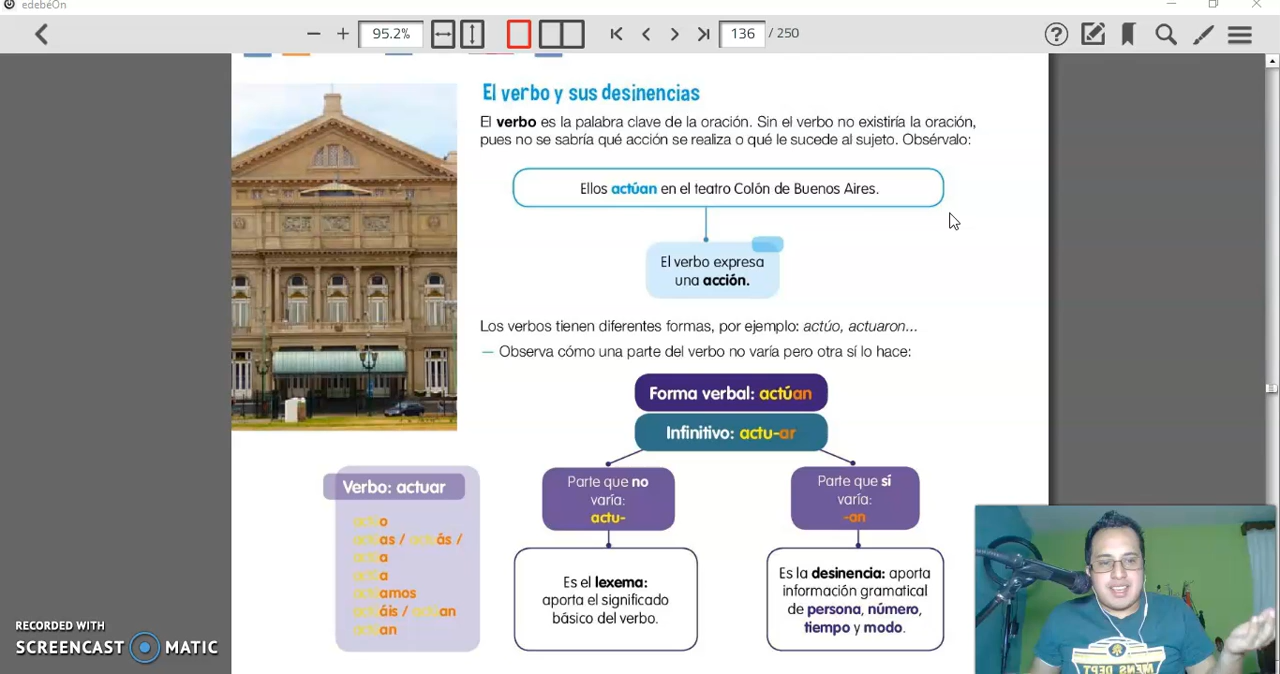 edebéOn
95.2%
136 / 250
El verbo y sus desinencias
El verbo es la palabra clave de la oración. Sin el verbo no existiría la oración,
pues no se sabría qué acción se realiza o qué le sucede al sujeto. Obsérvalo:
Ellos actúan en el teatro Colón de Buenos Aires.
El verbo expresa
una acción.
Los verbos tienen diferentes formas, por ejemplo: actúo, actuaron...
— Observa cómo una parte del verbo no varía pero otra sí lo hace:
Forma verbal: actúan
Infinitivo: actu-ar
Parte que no
varía:
actu-
Parte que sí
varía:
-an
Verbo: actuar
actúo
actúas / actuás /
actúa
actúa
actuamos
actuáis / actúan
actúan
Es el lexema:
aporta el significado
básico del verbo.
Es la desinencia: aporta
información gramatical
de persona, número,
tiempo y modo.
RECORDED WITH
SCREENCAST MATIC